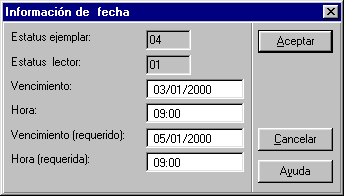 Información de fecha
Estatus ejemplar: 04
Aceptar
Estatus lector: 01
Vencimiento: 03/01/2000
Hora: 09:00
Vencimiento (requerido): 05/01/2000
Cancelar
Hora (requerida): 09:00
Ayuda